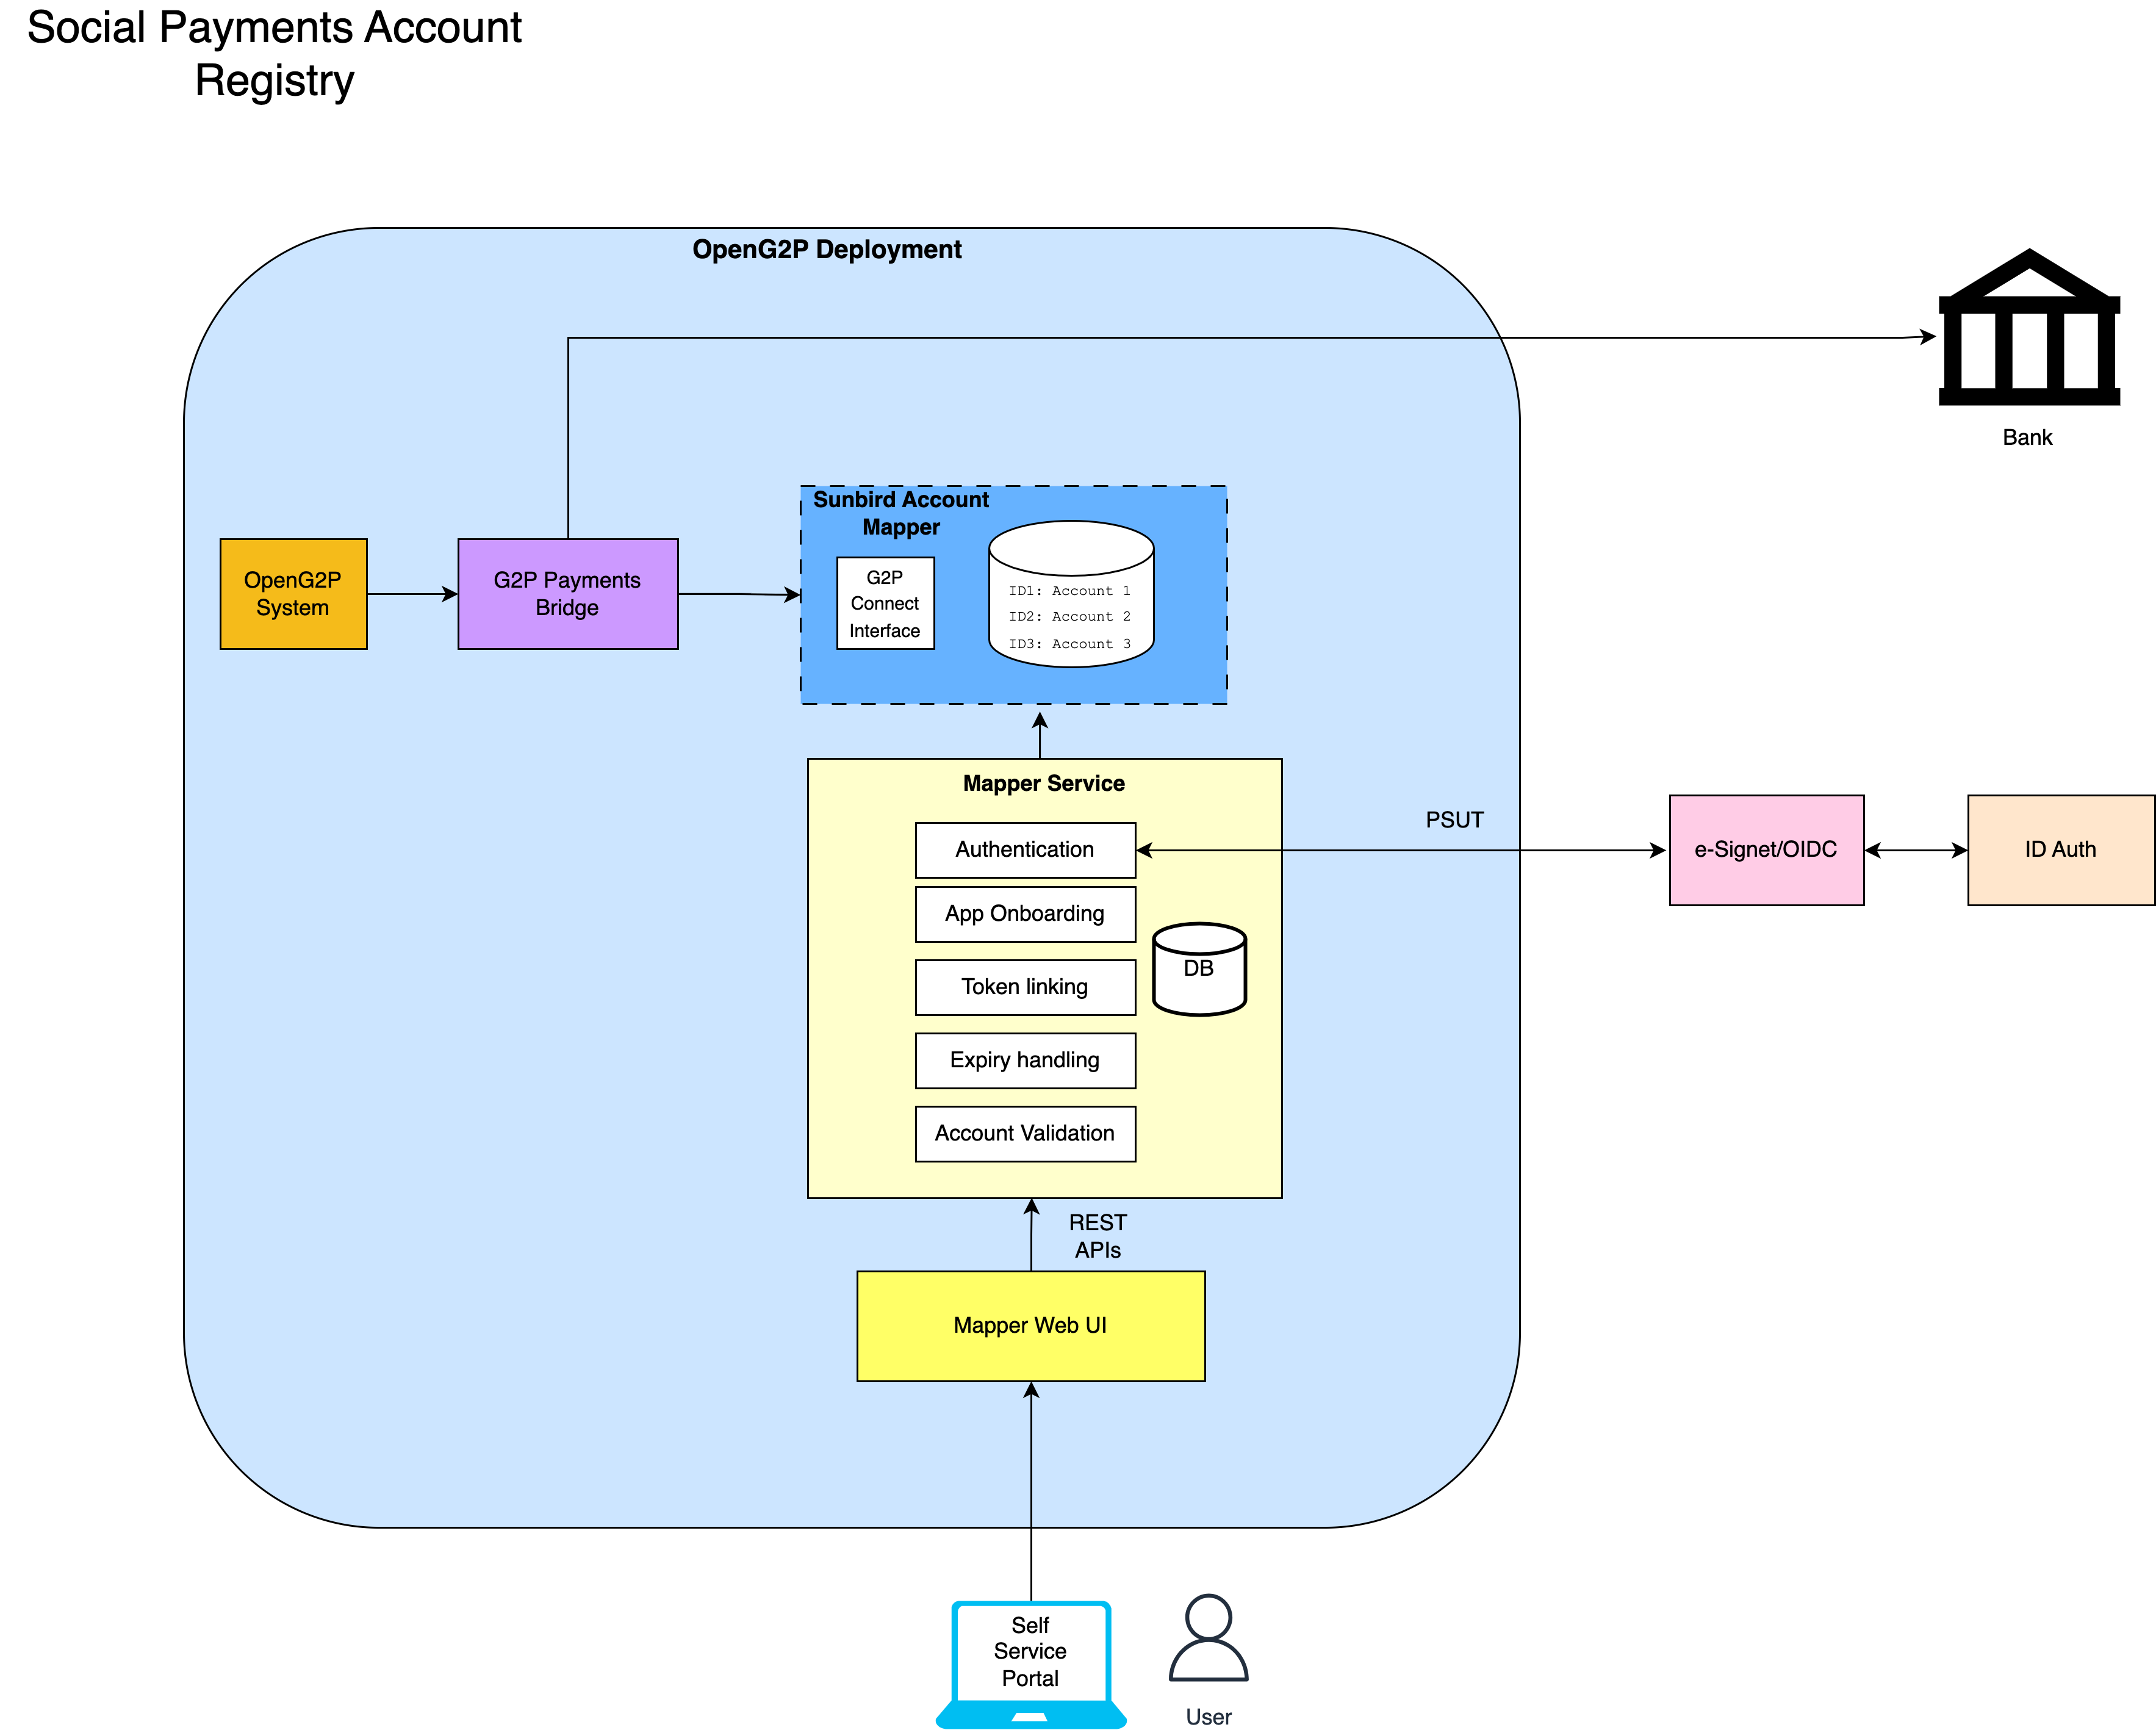 Social Payments Account
Registry
OpenG2P Deployment
Bank
Sunbird Account
Mapper
OpenG2P
System
G2P Payments
Bridge
G2P
Connect
Interface
ID1: Account 1
ID2: Account 2
ID3: Account 3
Mapper Service
Authentication
PSUT
e-Signet/OIDC
ID Auth
App Onboarding
DB
Token linking
Expiry handling
Account Validation
REST
APIs
Mapper Web UI
Self
Service
Portal
User